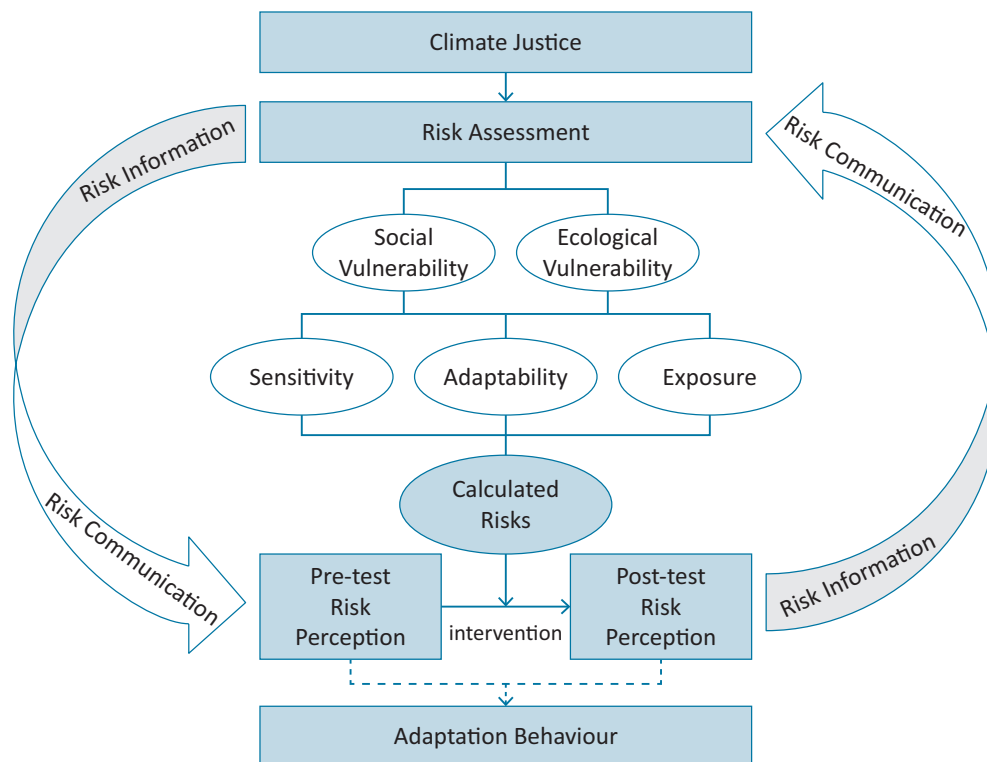 Climate Justice
Risk Assessment
Risk Information
Risk Communication
Social
Vulnerability
Ecological
Vulnerability
Sensitivity
Adaptability
Exposure
Calculated
Risks
Risk Communication
Pre-test
Risk
Perception
intervention
Post-test
Risk
Perception
Risk Information
Adaptation Behaviour